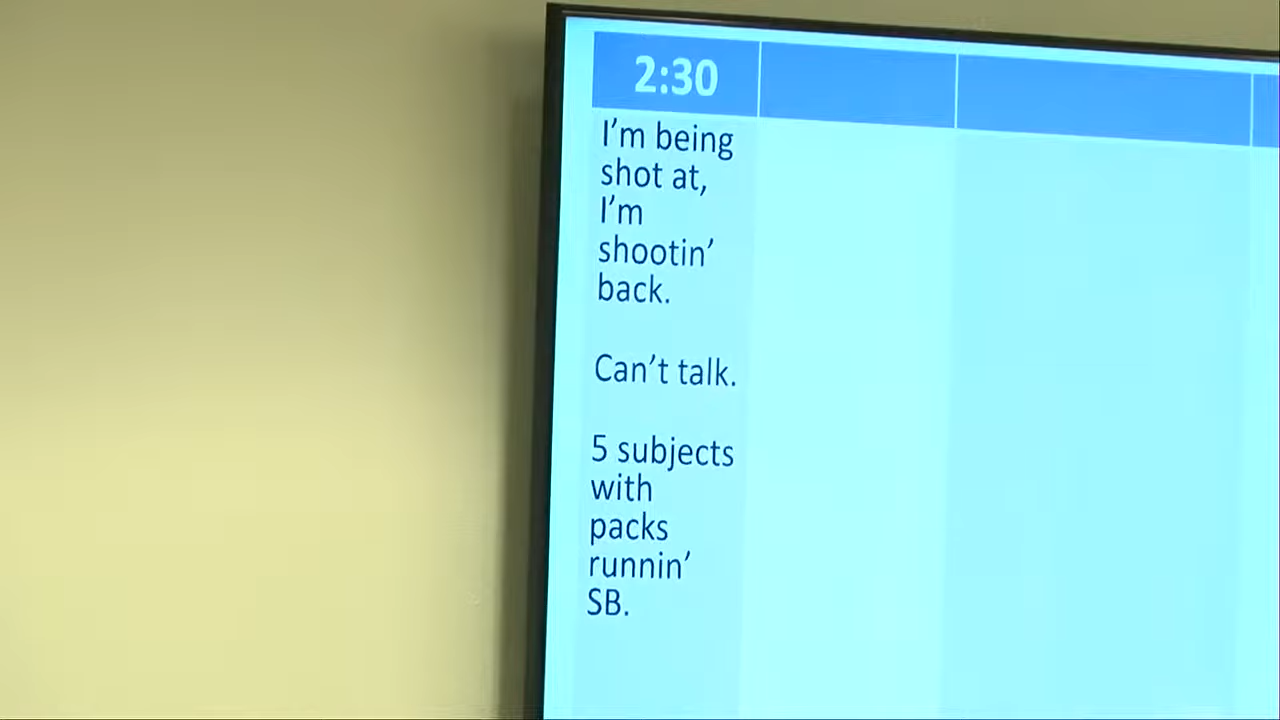 2:30
I'm being
shot at,
I'm
shootin'
back.
Can't talk.
5 subjects
with
packs
runnin'
SB.